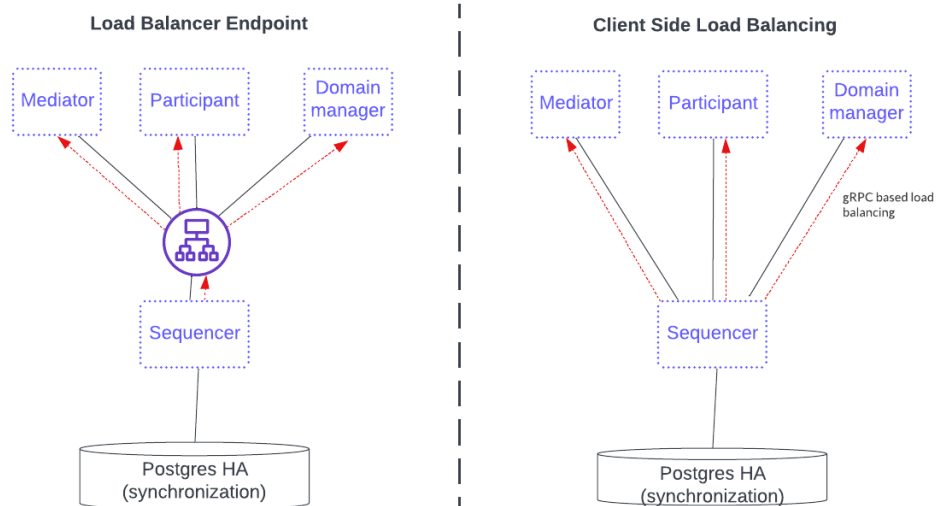 Load Balancer Endpoint
Mediator
Participant
Domain
manager
Sequencer
Postgres HA
(synchronization)
Client Side Load Balancing
Mediator
Participant
Domain
manager
gRPC based load
balancing
Sequencer
Postgres HA
(synchronization)